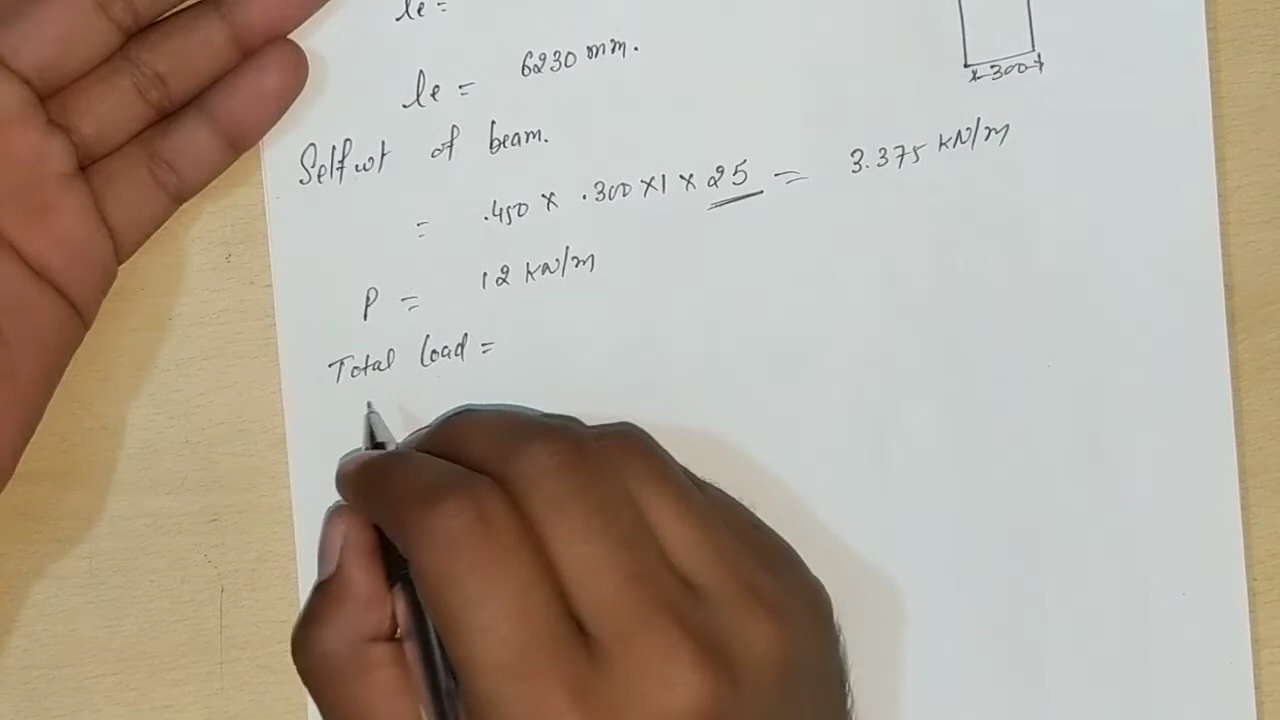 le =
le = 6230 mm.
300
Selfwt of beam.
= .450 × .300 ×1 × 25 = 3.375 KN/m
P = 12 KN/m
Total load =